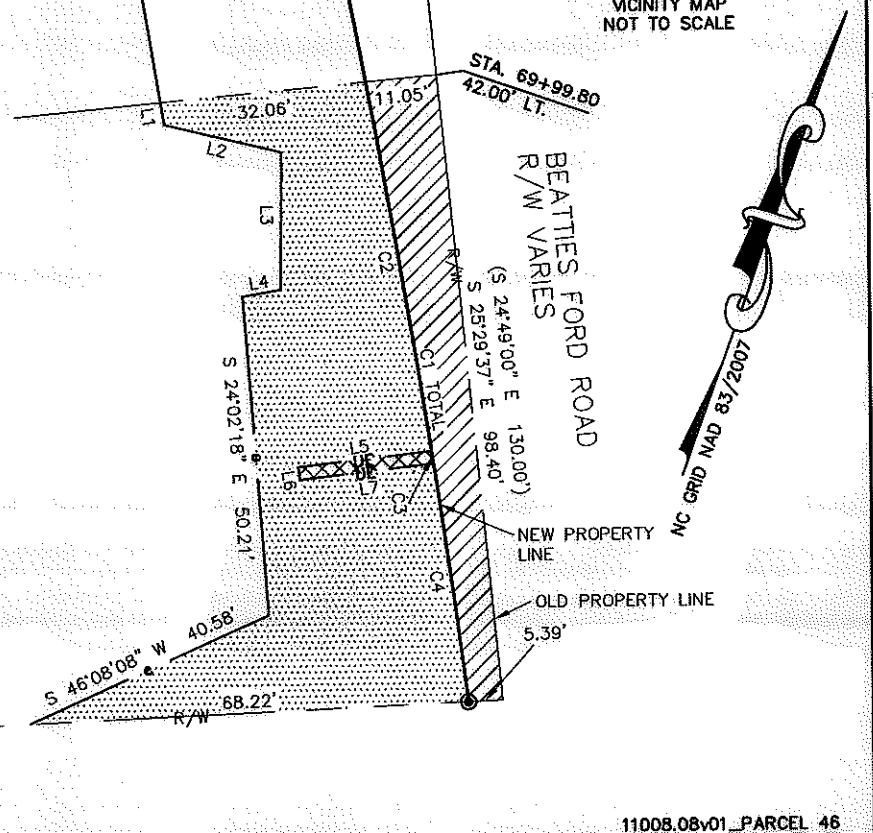 VICINITY MAP
NOT TO SCALE
STA. 69+99.80
42.00' LT.
32.06'
11.05'
L1
L2
L3
L4
BEATTIES FORD ROAD
R/W VARIES
(S 24°49'00" E 130.00')
S 25°29'37" E 98.40'
R/W
C2
C1 TOTAL
NC GRID NAD 83/2007
S 24°02'18" E 50.21'
e
L5
DE
L6
L7
C3
C4
NEW PROPERTY
LINE
OLD PROPERTY LINE
5.39'
S 46°08'08" W 40.58'
e
68.22'
R/W
11008.08v01_PARCEL 46